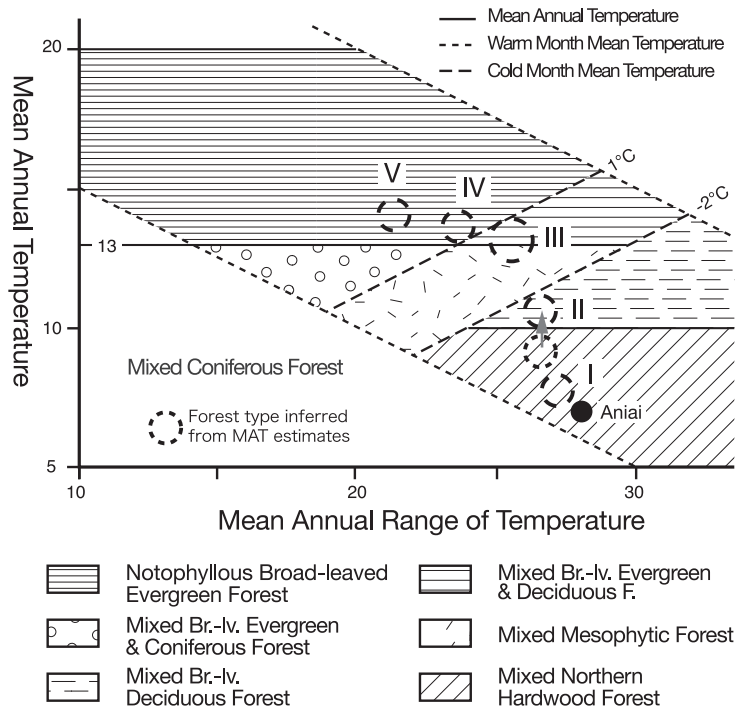 Mean Annual Temperature
Warm Month Mean Temperature
Cold Month Mean Temperature
20
1°C
-2°C
V
IV
III
13
II
10
I
Aniai
Mixed Coniferous Forest
Forest type inferred
from MAT estimates
5
10
20
30
Mean Annual Temperature
Mean Annual Range of Temperature
Notophyllous Broad-leaved
Evergreen Forest
Mixed Br.-lv. Evergreen
& Deciduous F.
Mixed Br.-lv. Evergreen
& Coniferous Forest
Mixed Mesophytic Forest
Mixed Br.-lv.
Deciduous Forest
Mixed Northern
Hardwood Forest